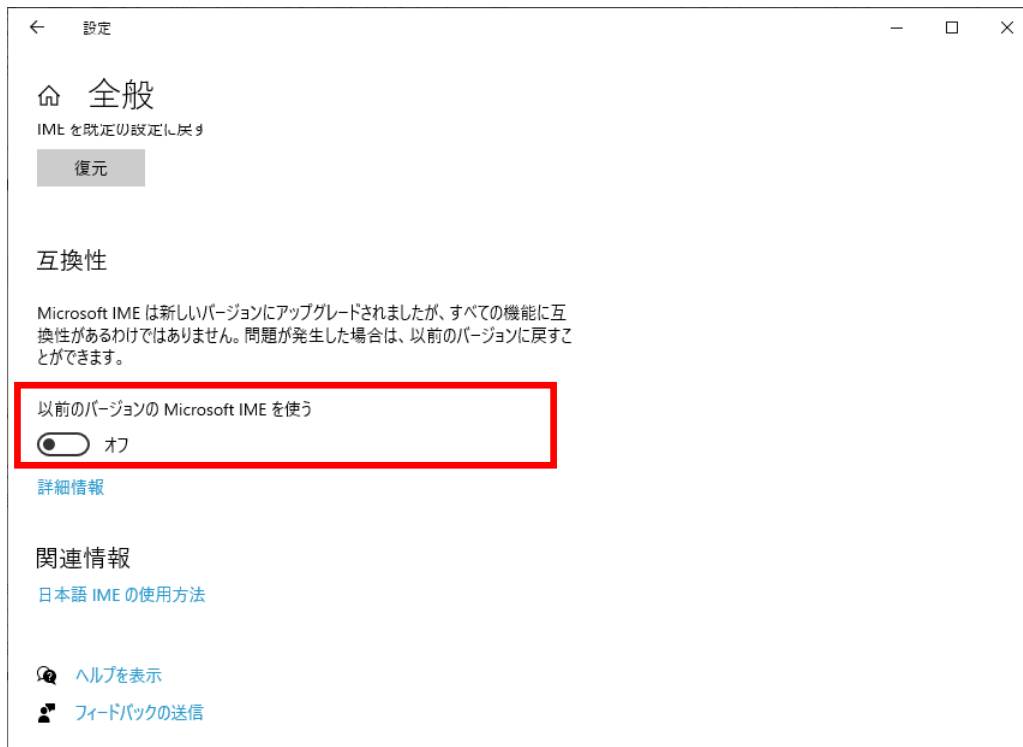 設定
全般
IME を既定の設定に戻す
復元
互換性
Microsoft IME は新しいバージョンにアップグレードされましたが、すべての機能に互
換性があるわけではありません。問題が発生した場合は、以前のバージョンに戻すこ
とができます。
以前のバージョンの Microsoft IME を使う
オフ
詳細情報
関連情報
日本語 IME の使用方法
ヘルプを表示
フィードバックの送信